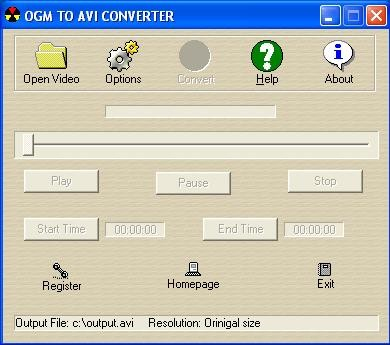 OGM TO AVI CONVERTER
Open Video Options Convert Help About
Play Pause Stop
Start Time 00:00:00 End Time 00:00:00
Register Homepage Exit
Output File: c:\output.avi Resolution: Orinigal size